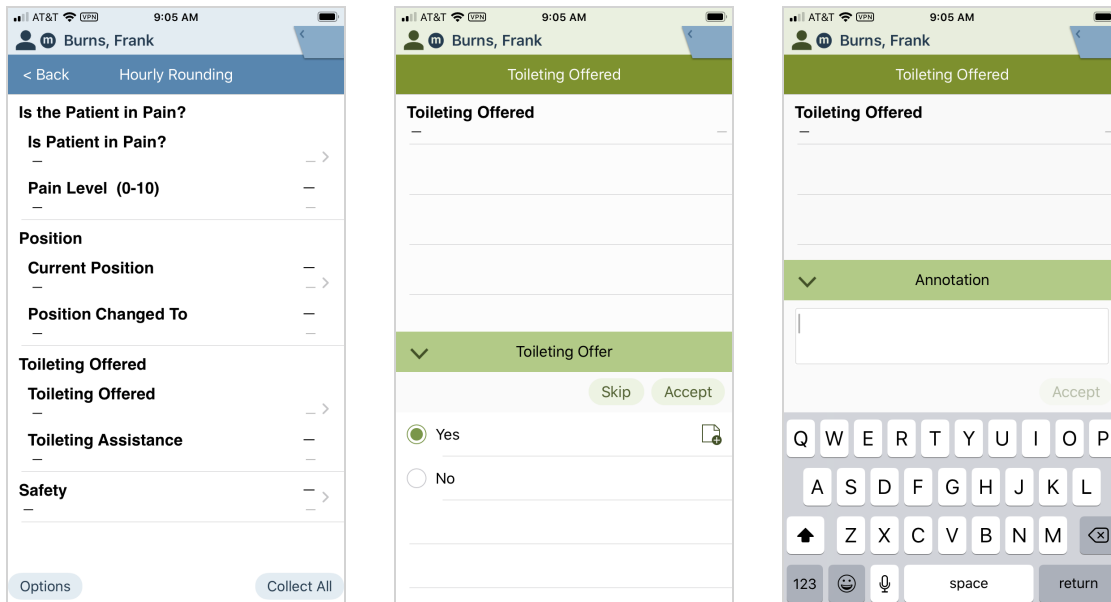 AT&T VPN 9:05 AM
m Burns, Frank
< Back Hourly Rounding
Is the Patient in Pain?
Is Patient in Pain?
—
—
Pain Level (0-10) —
—
—
Position
Current Position —
—
—
Position Changed To —
—
—
Toileting Offered
Toileting Offered
—
—
Toileting Assistance —
—
—
Safety —
—
—
Options Collect All
AT&T VPN 9:05 AM
m Burns, Frank
Toileting Offered
Toileting Offered
— —
Toileting Offer
Skip Accept
Yes
No
AT&T VPN 9:05 AM
m Burns, Frank
Toileting Offered
Toileting Offered
— —
Annotation
Accept
Q W E R T Y U I O P
A S D F G H J K L
Z X C V B N M
123 space return